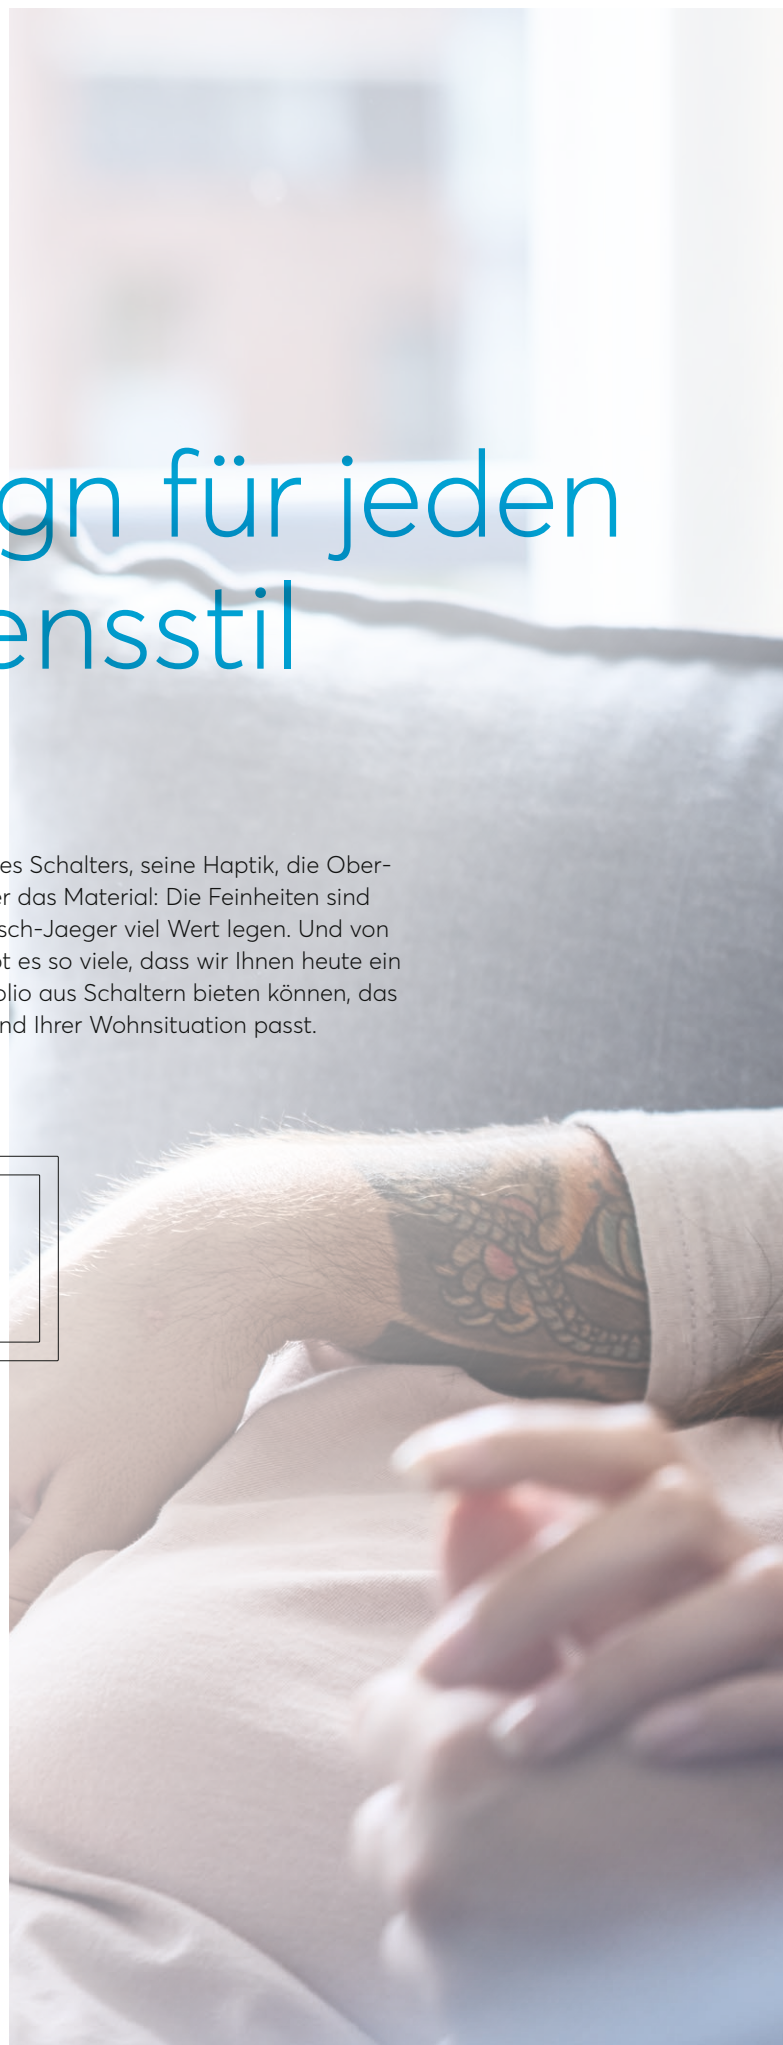 gn für jeden
ensstil
es Schalters, seine Haptik, die Ober-
er das Material: Die Feinheiten sind
sch-Jaeger viel Wert legen. Und von
t es so viele, dass wir Ihnen heute ein
olio aus Schaltern bieten können, das
nd Ihrer Wohnsituation passt.